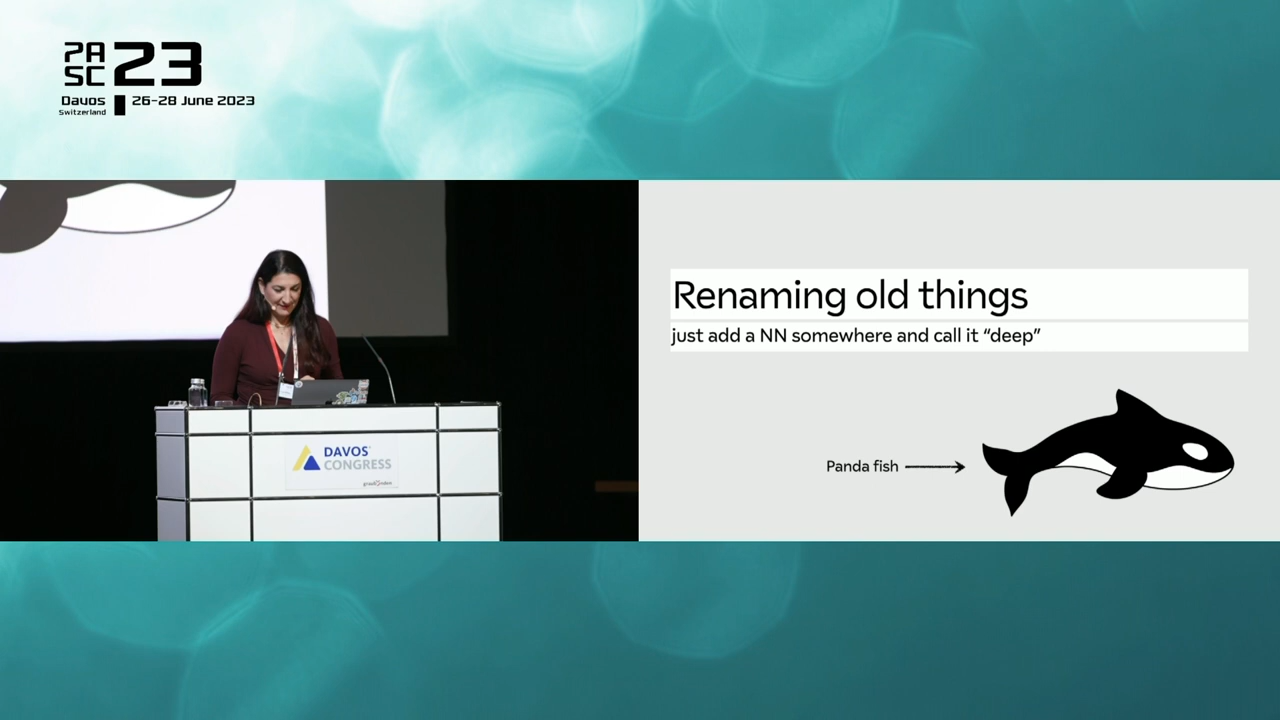 PA
SC 23
Davos
Switzerland
26-28 June 2023
DAVOS
CONGRESS
Renaming old things
just add a NN somewhere and call it “deep”
Panda fish